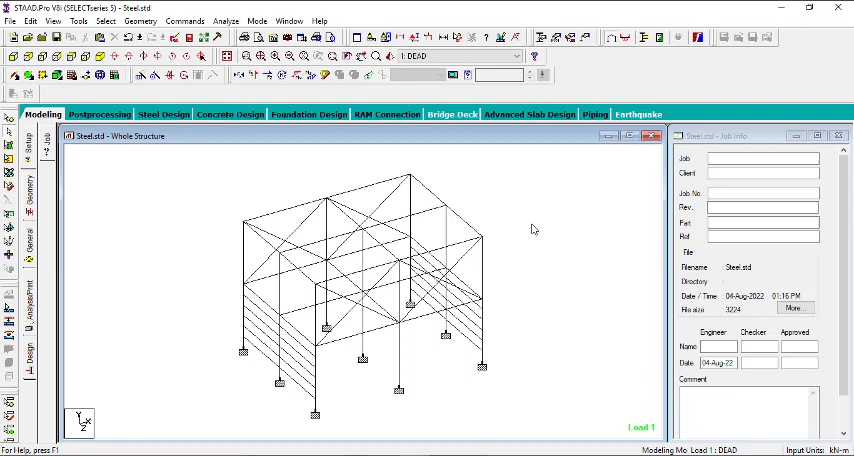 STAAD.Pro V8i (SELECTseries 5) - Steel.std
File Edit View Tools Select Geometry Commands Analyze Mode Window Help
1: DEAD
Modeling Postprocessing Steel Design Concrete Design Foundation Design RAM Connection Bridge Deck Advanced Slab Design Piping Earthquake
Setup
Geometry
General
Analysis/Print
Design
Job
Steel.std - Whole Structure
Y
X
Z
Load 1
Steel.std - Job Info
Job
Client
Job No.
Rev.
Part
Ref
File
Filename : Steel.std
Directory :
Date / Time : 04-Aug-2022 01:16 PM
File size : 3224 More...
Engineer Checker Approved
Name
Date 04-Aug-22
Comment
For Help, press F1 Modeling Mo Load 1 : DEAD Input Units: kN-m